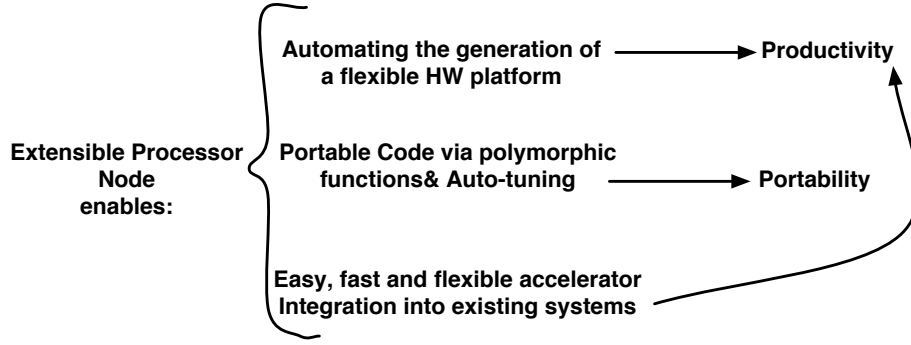 Automating the generation of
a flexible HW platform
Productivity
Extensible Processor
Node
enables:
Portable Code via polymorphic
functions& Auto-tuning
Portability
Easy, fast and flexible accelerator
Integration into existing systems